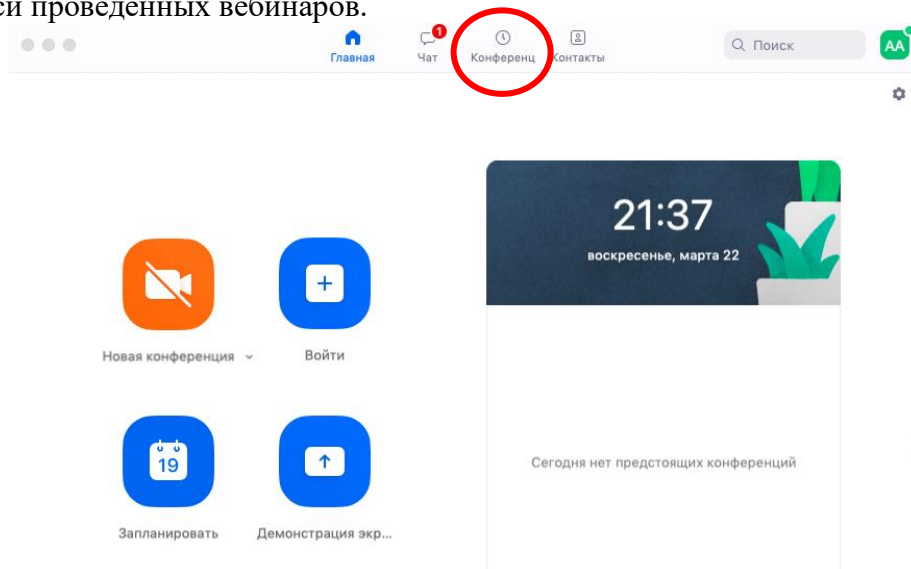 си проведенных вебинаров.
1
Главная
Чат
Конференц
Контакты
Поиск
AA
21:37
воскресенье, марта 22
Новая конференция
Войти
19
Запланировать
Демонстрация экр...
Сегодня нет предстоящих конференций